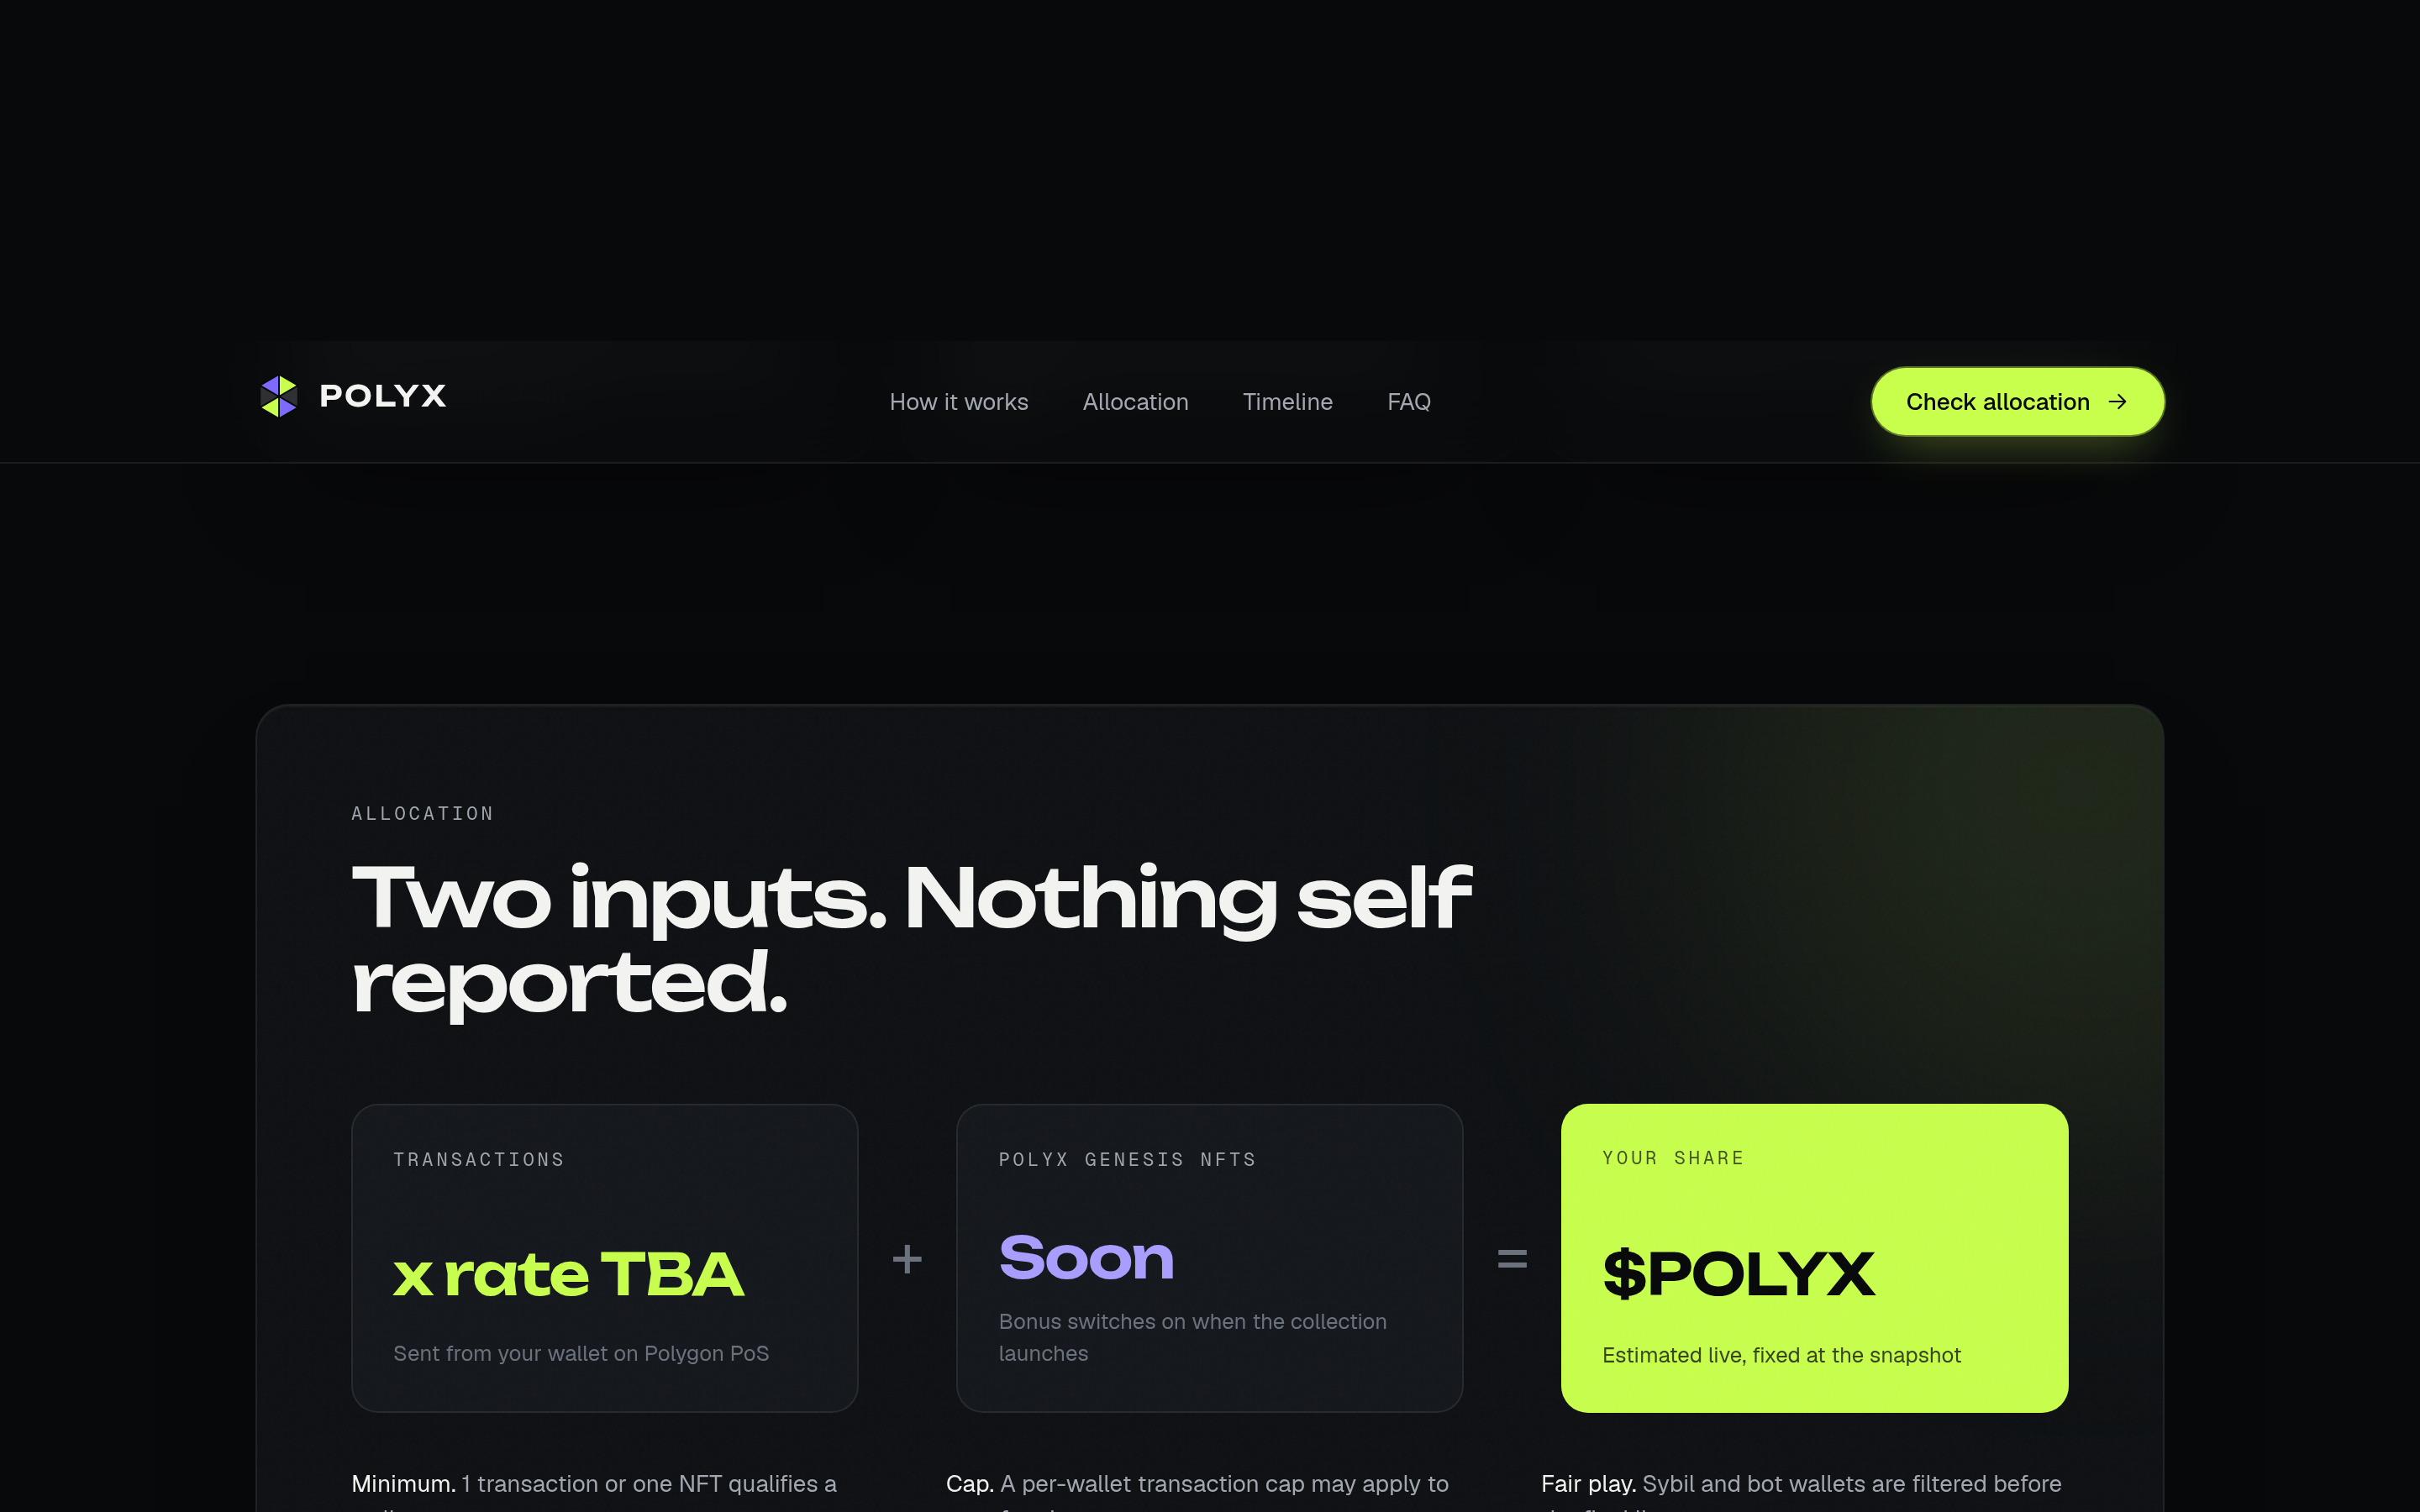 POLYX
How it works
Allocation
Timeline
FAQ
Check allocation →
ALLOCATION
Two inputs. Nothing self
reported.
TRANSACTIONS
x rate TBA
Sent from your wallet on Polygon PoS
+
POLYX GENESIS NFTS
Soon
Bonus switches on when the collection
launches
=
YOUR SHARE
$POLYX
Estimated live, fixed at the snapshot
Minimum. 1 transaction or one NFT qualifies a
Cap. A per-wallet transaction cap may apply to
Fair play. Sybil and bot wallets are filtered before